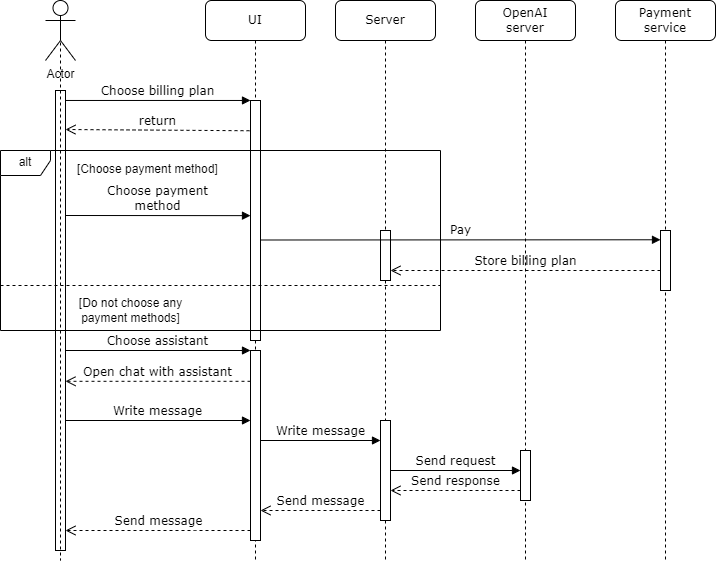 UI
Server
OpenAI
server
Payment
service
Actor
Choose billing plan
return
alt
[Choose payment method]
Choose payment
method
Pay
Store billing plan
[Do not choose any
payment methods]
Choose assistant
Open chat with assistant
Write message
Write message
Send request
Send response
Send message
Send message